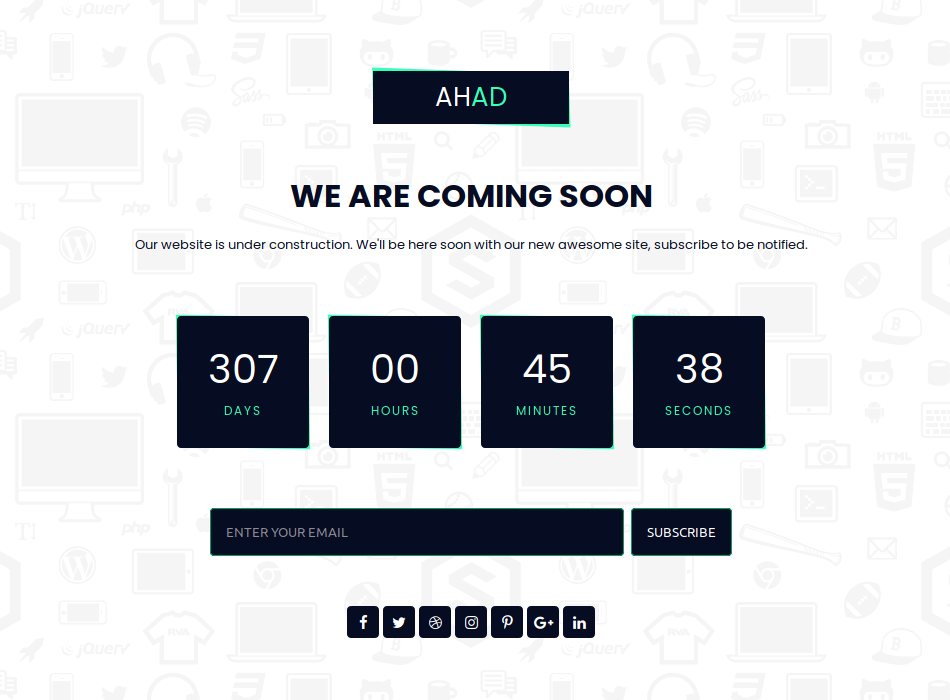 AHAD
WE ARE COMING SOON
Our website is under construction. We'll be here soon with our new awesome site, subscribe to be notified.
307 00 45 38
DAYS HOURS MINUTES SECONDS
ENTER YOUR EMAIL SUBSCRIBE